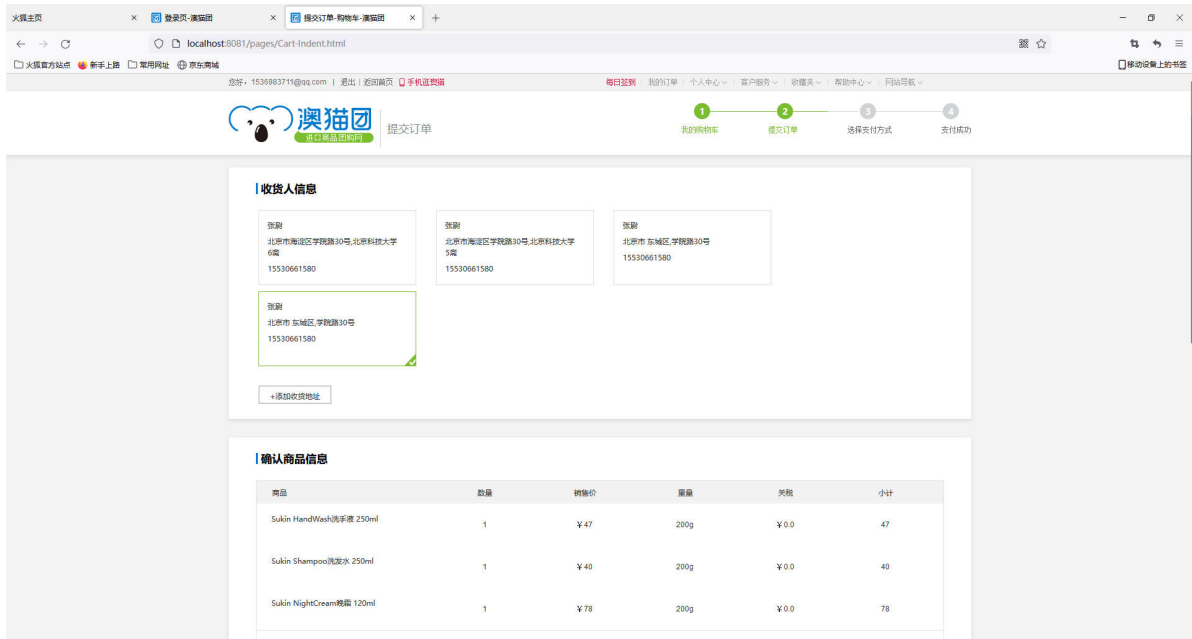 火狐主页
登录页-澳猫团
提交订单-购物车-澳猫团
localhost:8081/pages/Cart-Indent.html
火狐官方站点 新手上路 常用网址 京东商城
移动设备上的书签
您好，1536983711@qq.com | 退出 | 返回首页 手机逛澳猫
每日签到 我的订单 个人中心 客户服务 收藏夹 帮助中心 网站导航
澳猫团
进口商品团购网
提交订单
1 2 3 4
我的购物车 提交订单 选择支付方式 支付成功
收货人信息
张尉
北京市海淀区学院路30号,北京科技大学
6斋
15530661580
张尉
北京市海淀区学院路30号,北京科技大学
5斋
15530661580
张尉
北京市 东城区,学院路30号
15530661580
张尉
北京市 东城区,学院路30号
15530661580
+添加收货地址
确认商品信息
商品 数量 销售价 重量 关税 小计
Sukin HandWash洗手液 250ml 1 ￥47 200g ￥0.0 47
Sukin Shampoo洗发水 250ml 1 ￥40 200g ￥0.0 40
Sukin NightCream晚霜 120ml 1 ￥78 200g ￥0.0 78